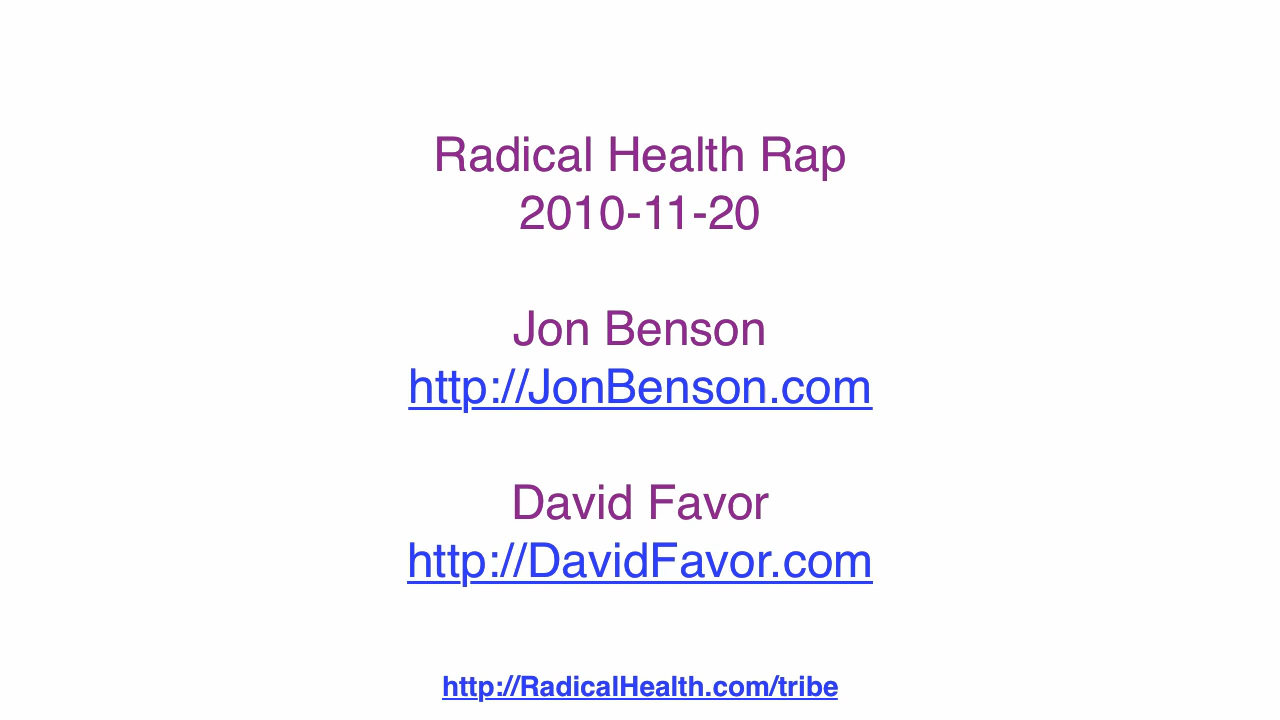 Radical Health Rap
2010-11-20
Jon Benson
http://JonBenson.com
David Favor
http://DavidFavor.com
http://RadicalHealth.com/tribe